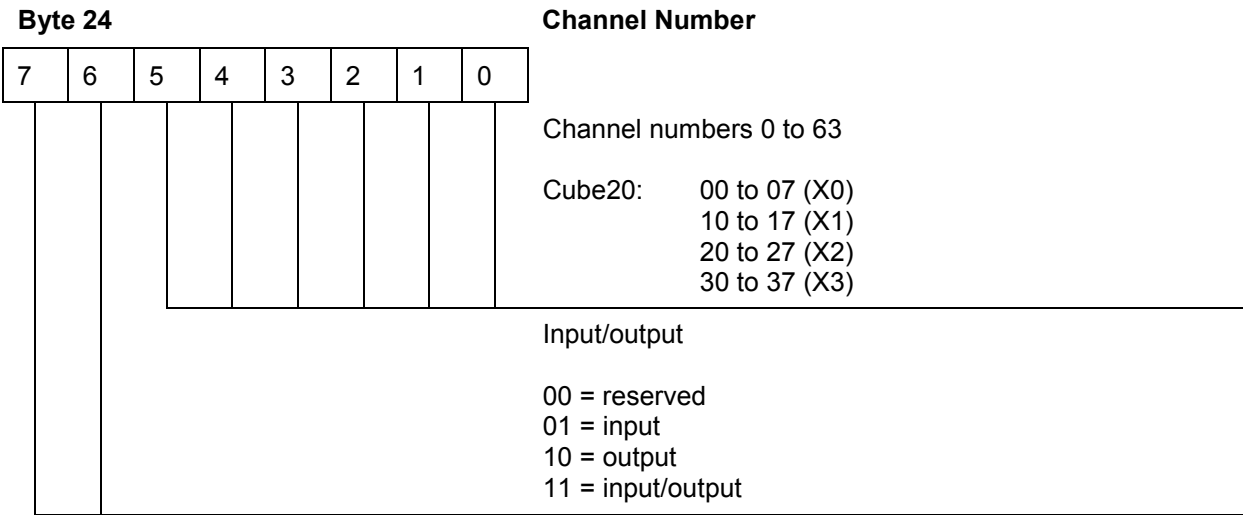 Byte 24 Channel Number
7 6 5 4 3 2 1 0
Channel numbers 0 to 63
Cube20: 00 to 07 (X0)
10 to 17 (X1)
20 to 27 (X2)
30 to 37 (X3)
Input/output
00 = reserved
01 = input
10 = output
11 = input/output